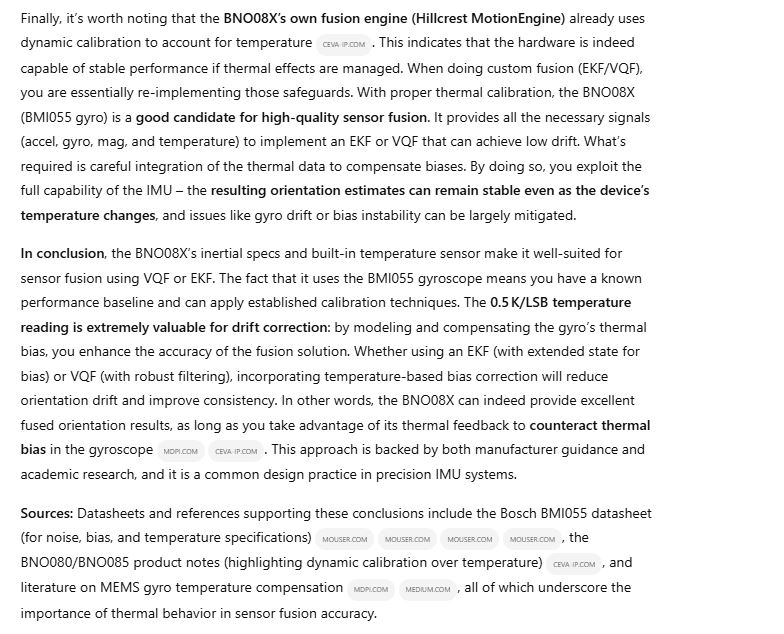 Finally, it's worth noting that the BNO08X's own fusion engine (Hillcrest MotionEngine) already uses
dynamic calibration to account for temperature CEVA-IP.COM . This indicates that the hardware is indeed
capable of stable performance if thermal effects are managed. When doing custom fusion (EKF/VQF),
you are essentially re-implementing those safeguards. With proper thermal calibration, the BNO08X
(BMI055 gyro) is a good candidate for high-quality sensor fusion. It provides all the necessary signals
(accel, gyro, mag, and temperature) to implement an EKF or VQF that can achieve low drift. What's
required is careful integration of the thermal data to compensate biases. By doing so, you exploit the
full capability of the IMU – the resulting orientation estimates can remain stable even as the device's
temperature changes, and issues like gyro drift or bias instability can be largely mitigated.
In conclusion, the BNO08X's inertial specs and built-in temperature sensor make it well-suited for
sensor fusion using VQF or EKF. The fact that it uses the BMI055 gyroscope means you have a known
performance baseline and can apply established calibration techniques. The 0.5 K/LSB temperature
reading is extremely valuable for drift correction: by modeling and compensating the gyro's thermal
bias, you enhance the accuracy of the fusion solution. Whether using an EKF (with extended state for
bias) or VQF (with robust filtering), incorporating temperature-based bias correction will reduce
orientation drift and improve consistency. In other words, the BNO08X can indeed provide excellent
fused orientation results, as long as you take advantage of its thermal feedback to counteract thermal
bias in the gyroscope MDPI.COM CEVA-IP.COM . This approach is backed by both manufacturer guidance and
academic research, and it is a common design practice in precision IMU systems.
Sources: Datasheets and references supporting these conclusions include the Bosch BMI055 datasheet
(for noise, bias, and temperature specifications) MOUSER.COM MOUSER.COM MOUSER.COM MOUSER.COM , the
BNO080/BNO085 product notes (highlighting dynamic calibration over temperature) CEVA-IP.COM , and
literature on MEMS gyro temperature compensation MDPI.COM MEDIUM.COM , all of which underscore the
importance of thermal behavior in sensor fusion accuracy.